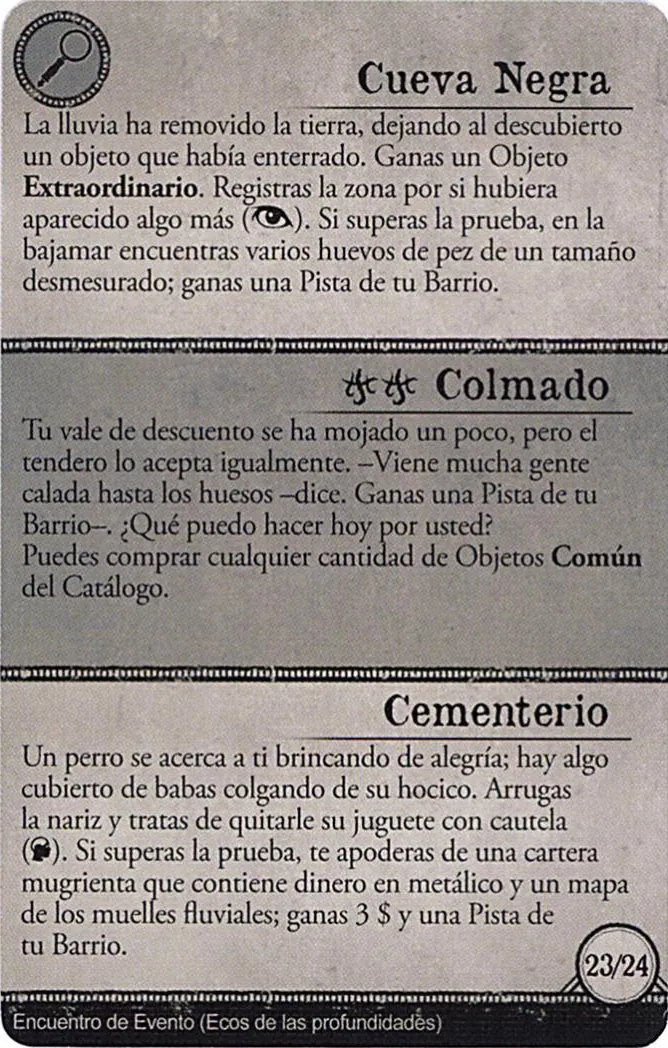 Cueva Negra
La lluvia ha removido la tierra, dejando al descubierto
un objeto que había enterrado. Ganas un Objeto
Extraordinario. Registras la zona por si hubiera
aparecido algo más (). Si superas la prueba, en la
bajamar encuentras varios huevos de pez de un tamaño
desmesurado; ganas una Pista de tu Barrio.
Colmado
Tu vale de descuento se ha mojado un poco, pero el
tendero lo acepta igualmente. –Viene mucha gente
calada hasta los huesos –dice. Ganas una Pista de tu
Barrio–. ¿Qué puedo hacer hoy por usted?
Puedes comprar cualquier cantidad de Objetos Común
del Catálogo.
Cementerio
Un perro se acerca a ti brincando de alegría; hay algo
cubierto de babas colgando de su hocico. Arrugas
la nariz y tratas de quitarle su juguete con cautela
(). Si superas la prueba, te apoderas de una cartera
mugrienta que contiene dinero en metálico y un mapa
de los muelles fluviales; ganas 3 $ y una Pista de
tu Barrio.
23/24
Encuentro de Evento (Ecos de las profundidades)